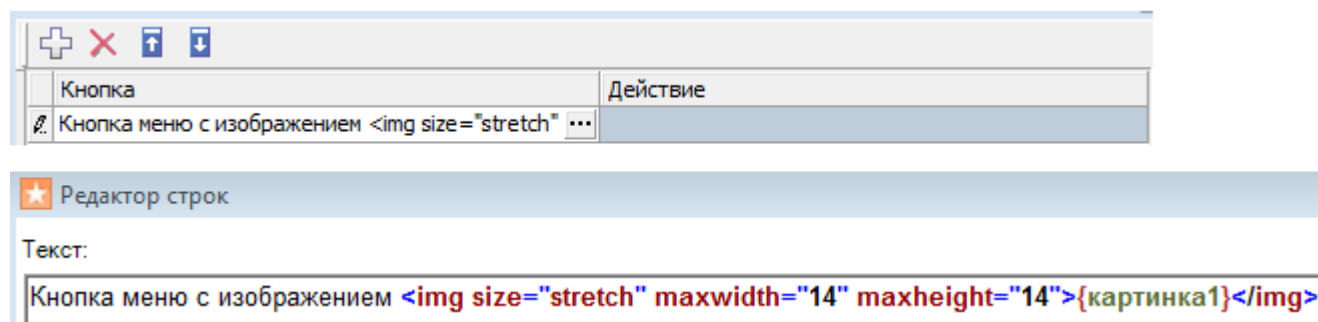 Кнопка
Действие
Кнопка меню с изображением <img size="stretch" ...
Редактор строк
Текст:
Кнопка меню с изображением <img size="stretch" maxwidth="14" maxheight="14">{картинка1}</img>